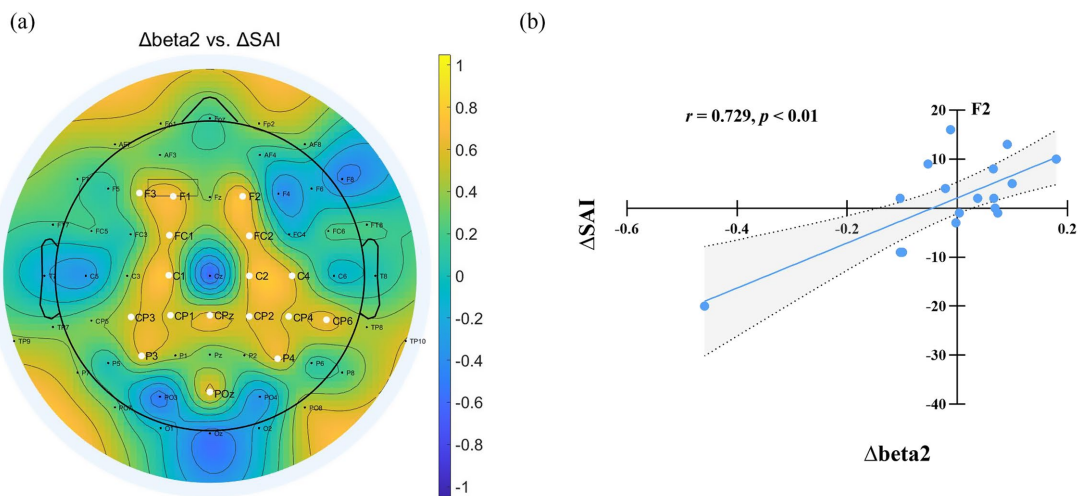 (a)
(b)
Δbeta2 vs. ΔSAI
Fp1 Fpz Fp2
AF7 AF3 AF4 AF8
F7 F5 F3 F1 Fz F2 F4 F6 F8
FT7 FC5 FC3 FC1 FC2 FC4 FC6 FT8
T7 C5 C3 C1 Cz C2 C4 C6 T8
TP9 TP7 CP5 CP3 CP1 CPz CP2 CP4 CP6 TP8 TP10
P7 P5 P3 P1 Pz P2 P4 P6 P8
PO7 PO3 POz PO4 PO8
O1 Oz O2
1
0.8
0.6
0.4
0.2
0
-0.2
-0.4
-0.6
-0.8
-1
r = 0.729, p < 0.01
F2
ΔSAI
20
10
-10
-20
-30
-40
-0.6 -0.4 -0.2 0.0 0.2
Δbeta2